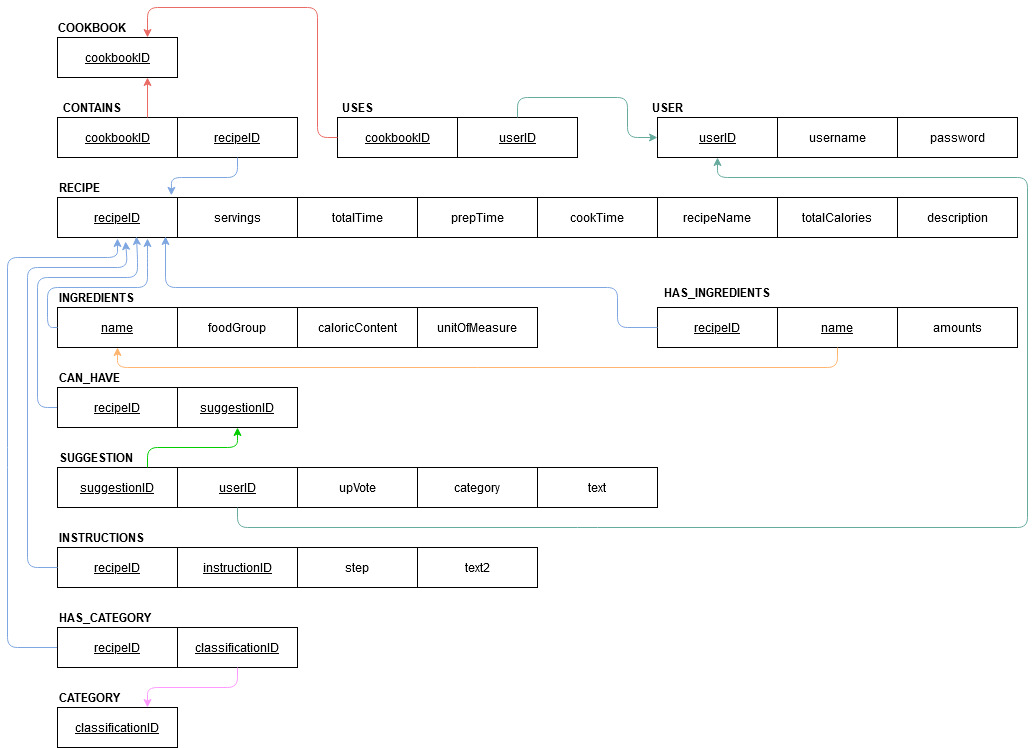 COOKBOOK
cookbookID
CONTAINS
USES
USER
cookbookID recipeID
cookbookID userID
userID username password
RECIPE
recipeID servings totalTime prepTime cookTime recipeName totalCalories description
INGREDIENTS
HAS_INGREDIENTS
name foodGroup caloricContent unitOfMeasure
recipeID name amounts
CAN_HAVE
recipeID suggestionID
SUGGESTION
suggestionID userID upVote category text
INSTRUCTIONS
recipeID instructionID step text2
HAS_CATEGORY
recipeID classificationID
CATEGORY
classificationID